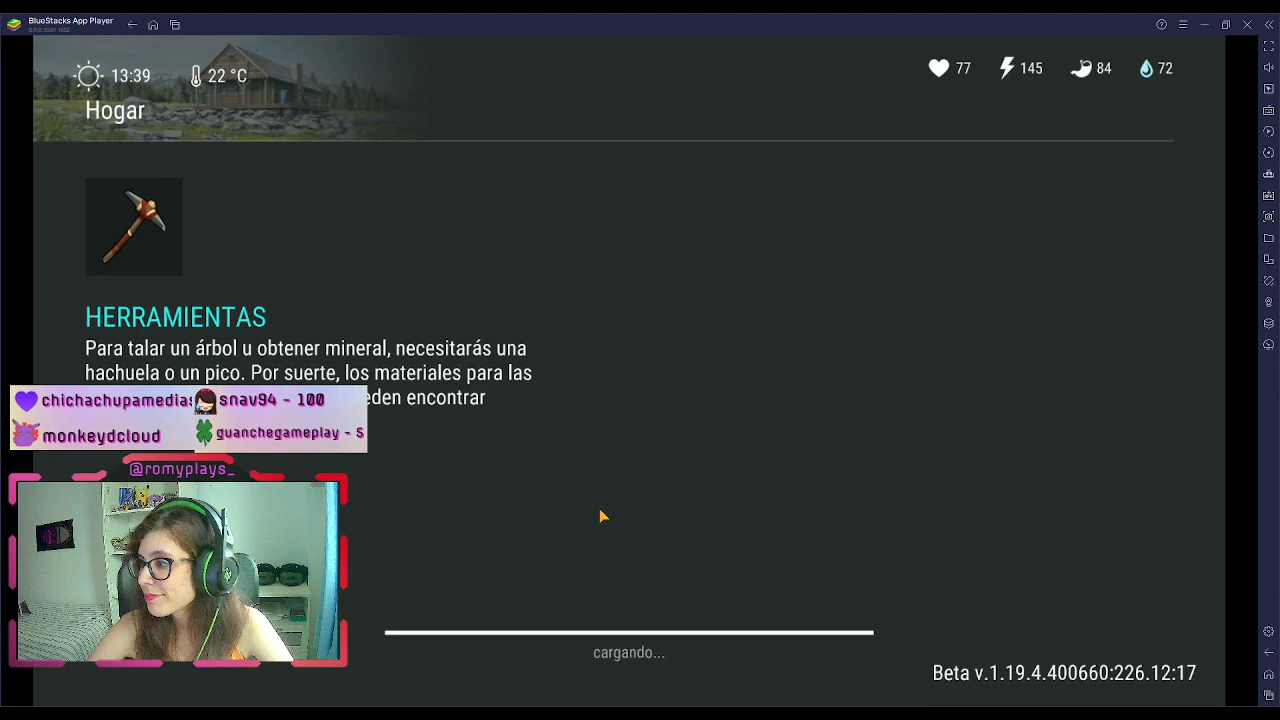 BlueStacks App Player
13:39
22 °C
77
145
84
72
Hogar
HERRAMIENTAS
Para talar un árbol u obtener mineral, necesitarás una
hachuela o un pico. Por suerte, los materiales para las
eden encontrar
chichachupamedias
snav94 - 100
monkeydcloud
guanchegameplay - S
@romyplays_
cargando...
Beta v.1.19.4.400660:226.12:17